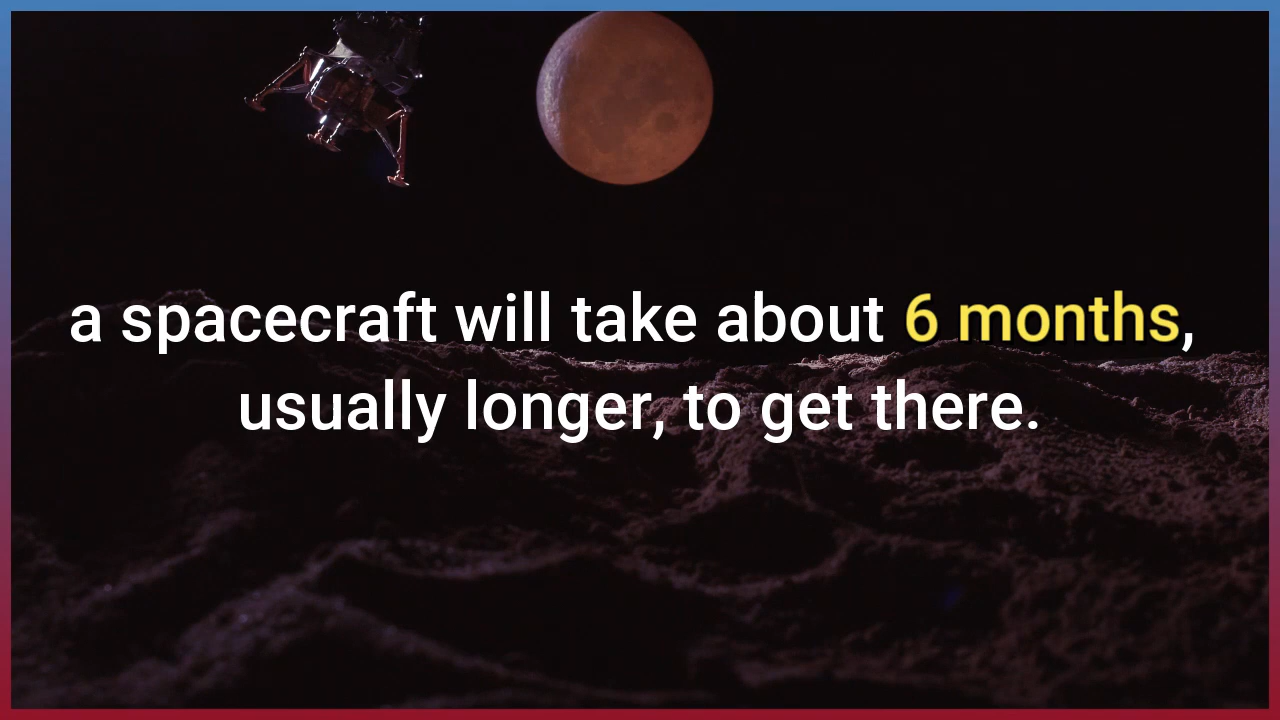 a spacecraft will take about 6 months,
usually longer, to get there.